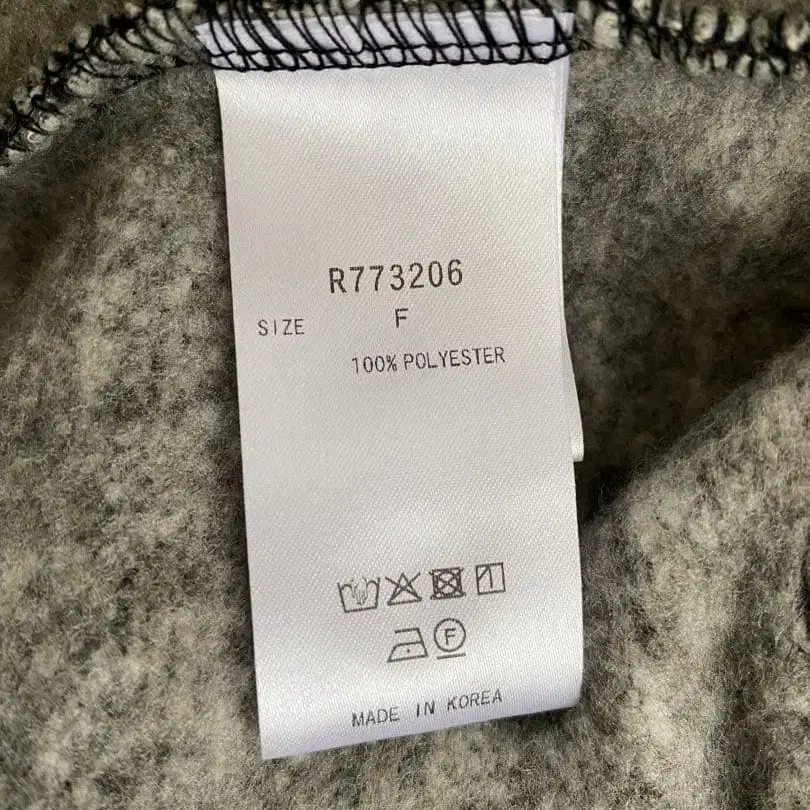 R773206
SIZE F
100% POLYESTER
F
MADE IN KOREA